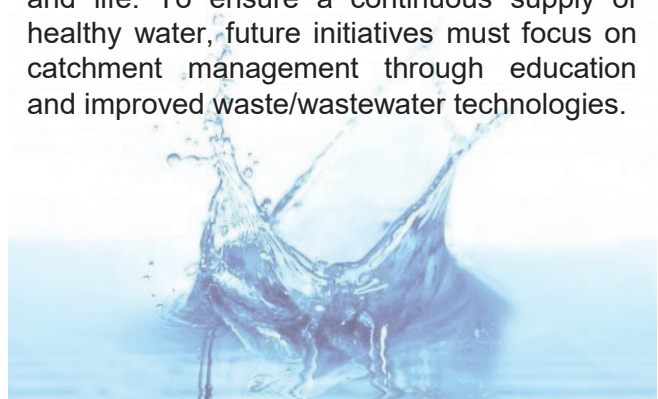 and life. To ensure a continuous supply of
healthy water, future initiatives must focus on
catchment management through education
and improved waste/wastewater technologies.